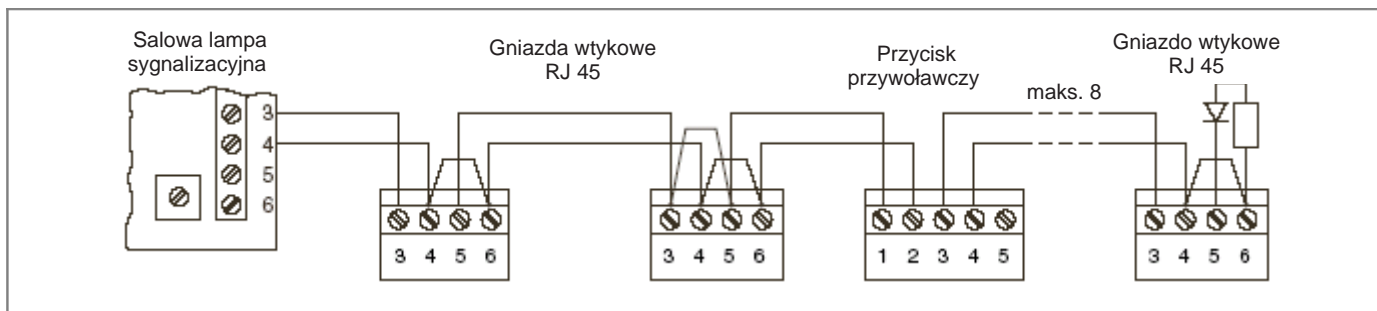 Salowa lampa
sygnalizacyjna
Gniazda wtykowe
RJ 45
Przycisk
przywoławczy
maks. 8
Gniazdo wtykowe
RJ 45
3
4
5
6
3 4 5 6
3 4 5 6
1 2 3 4 5
3 4 5 6